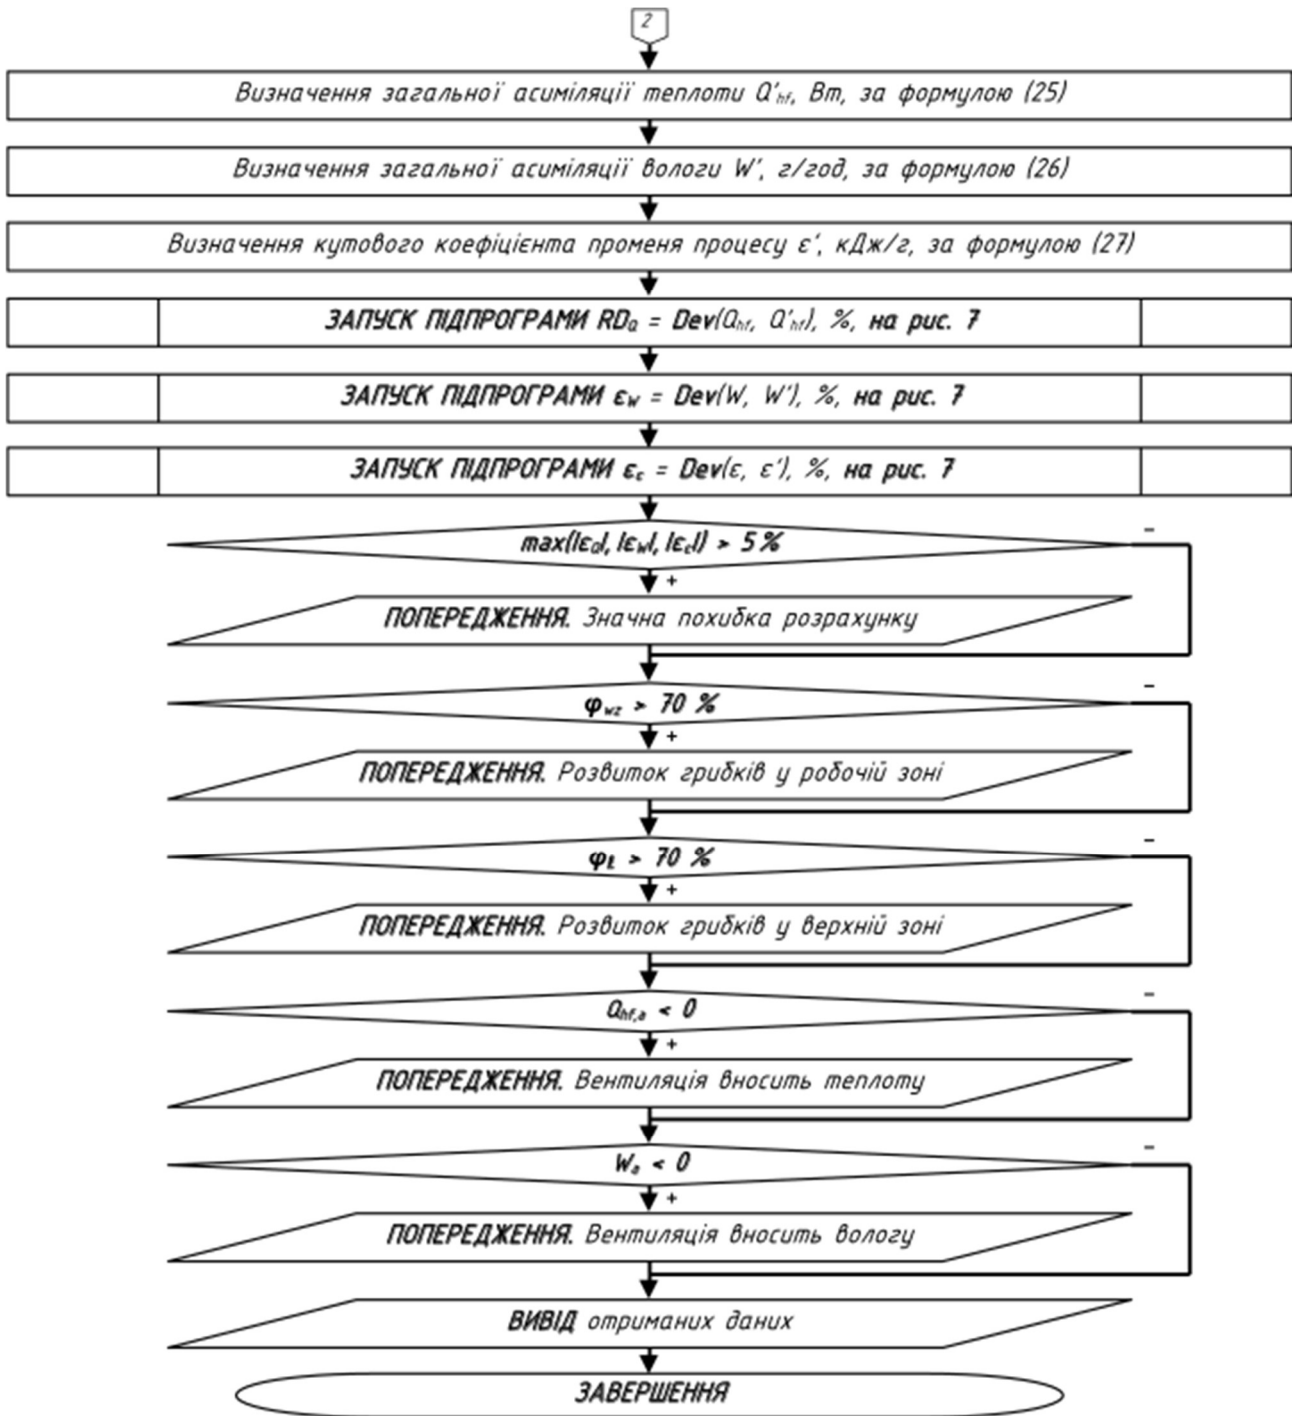 2
Визначення загальної асиміляції теплоти Q'hf, Вт, за формулою (25)
Визначення загальної асиміляції вологи W', г/год, за формулою (26)
Визначення кутового коефіцієнта променя процесу ε', кДж/г, за формулою (27)
ЗАПУСК ПІДПРОГРАМИ RDQ = Dev(Qhf, Q'hf), %, на рис. 7
ЗАПУСК ПІДПРОГРАМИ εW = Dev(W, W'), %, на рис. 7
ЗАПУСК ПІДПРОГРАМИ εε = Dev(ε, ε'), %, на рис. 7
–
max(|εQ|, |εW|, |εε|) > 5 %
+
ПОПЕРЕДЖЕННЯ. Значна похибка розрахунку
–
φwz > 70 %
+
ПОПЕРЕДЖЕННЯ. Розвиток грибків у робочій зоні
–
φℓ > 70 %
+
ПОПЕРЕДЖЕННЯ. Розвиток грибків у верхній зоні
–
Qhf,a < 0
+
ПОПЕРЕДЖЕННЯ. Вентиляція вносить теплоту
–
Wa < 0
+
ПОПЕРЕДЖЕННЯ. Вентиляція вносить вологу
ВИВІД отриманих даних
ЗАВЕРШЕННЯ